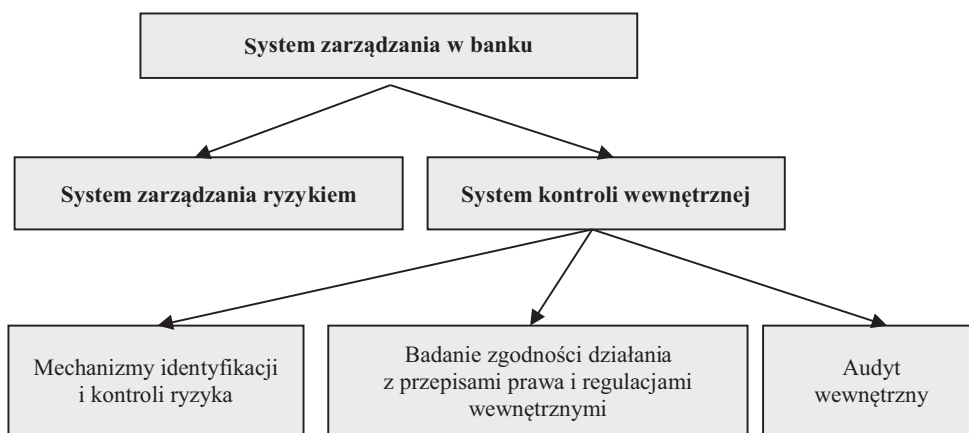 System zarządzania w banku
System zarządzania ryzykiem
System kontroli wewnętrznej
Mechanizmy identyfikacji
i kontroli ryzyka
Badanie zgodności działania
z przepisami prawa i regulacjami
wewnętrznymi
Audyt
wewnętrzny